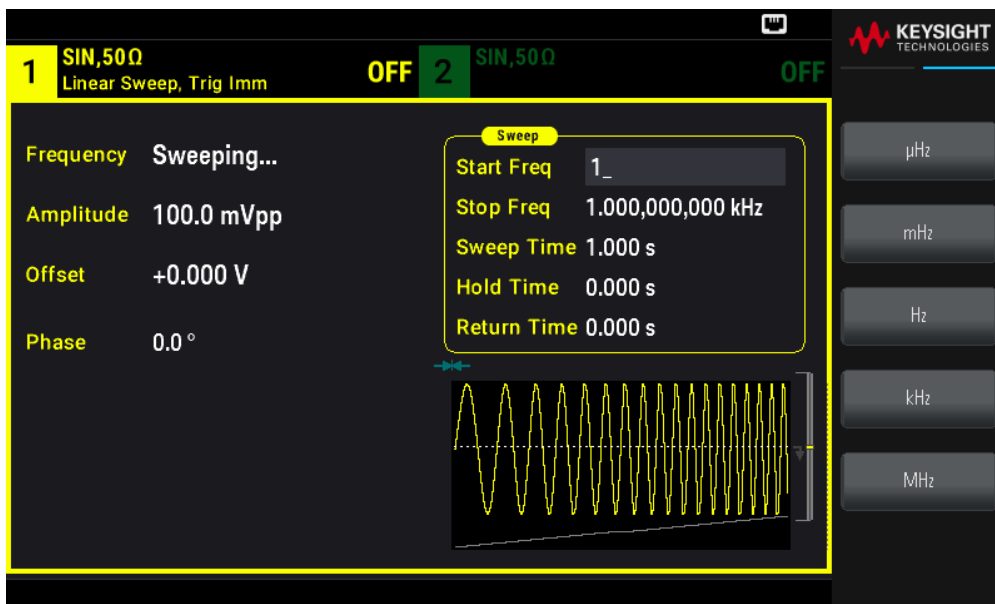 KEYSIGHT
TECHNOLOGIES
1
SIN,50Ω
Linear Sweep, Trig Imm
OFF
2
SIN,50Ω
OFF
Frequency Sweeping...
Amplitude 100.0 mVpp
Offset +0.000 V
Phase 0.0 °
Sweep
Start Freq 1_
Stop Freq 1.000,000,000 kHz
Sweep Time 1.000 s
Hold Time 0.000 s
Return Time 0.000 s
µHz
mHz
Hz
kHz
MHz